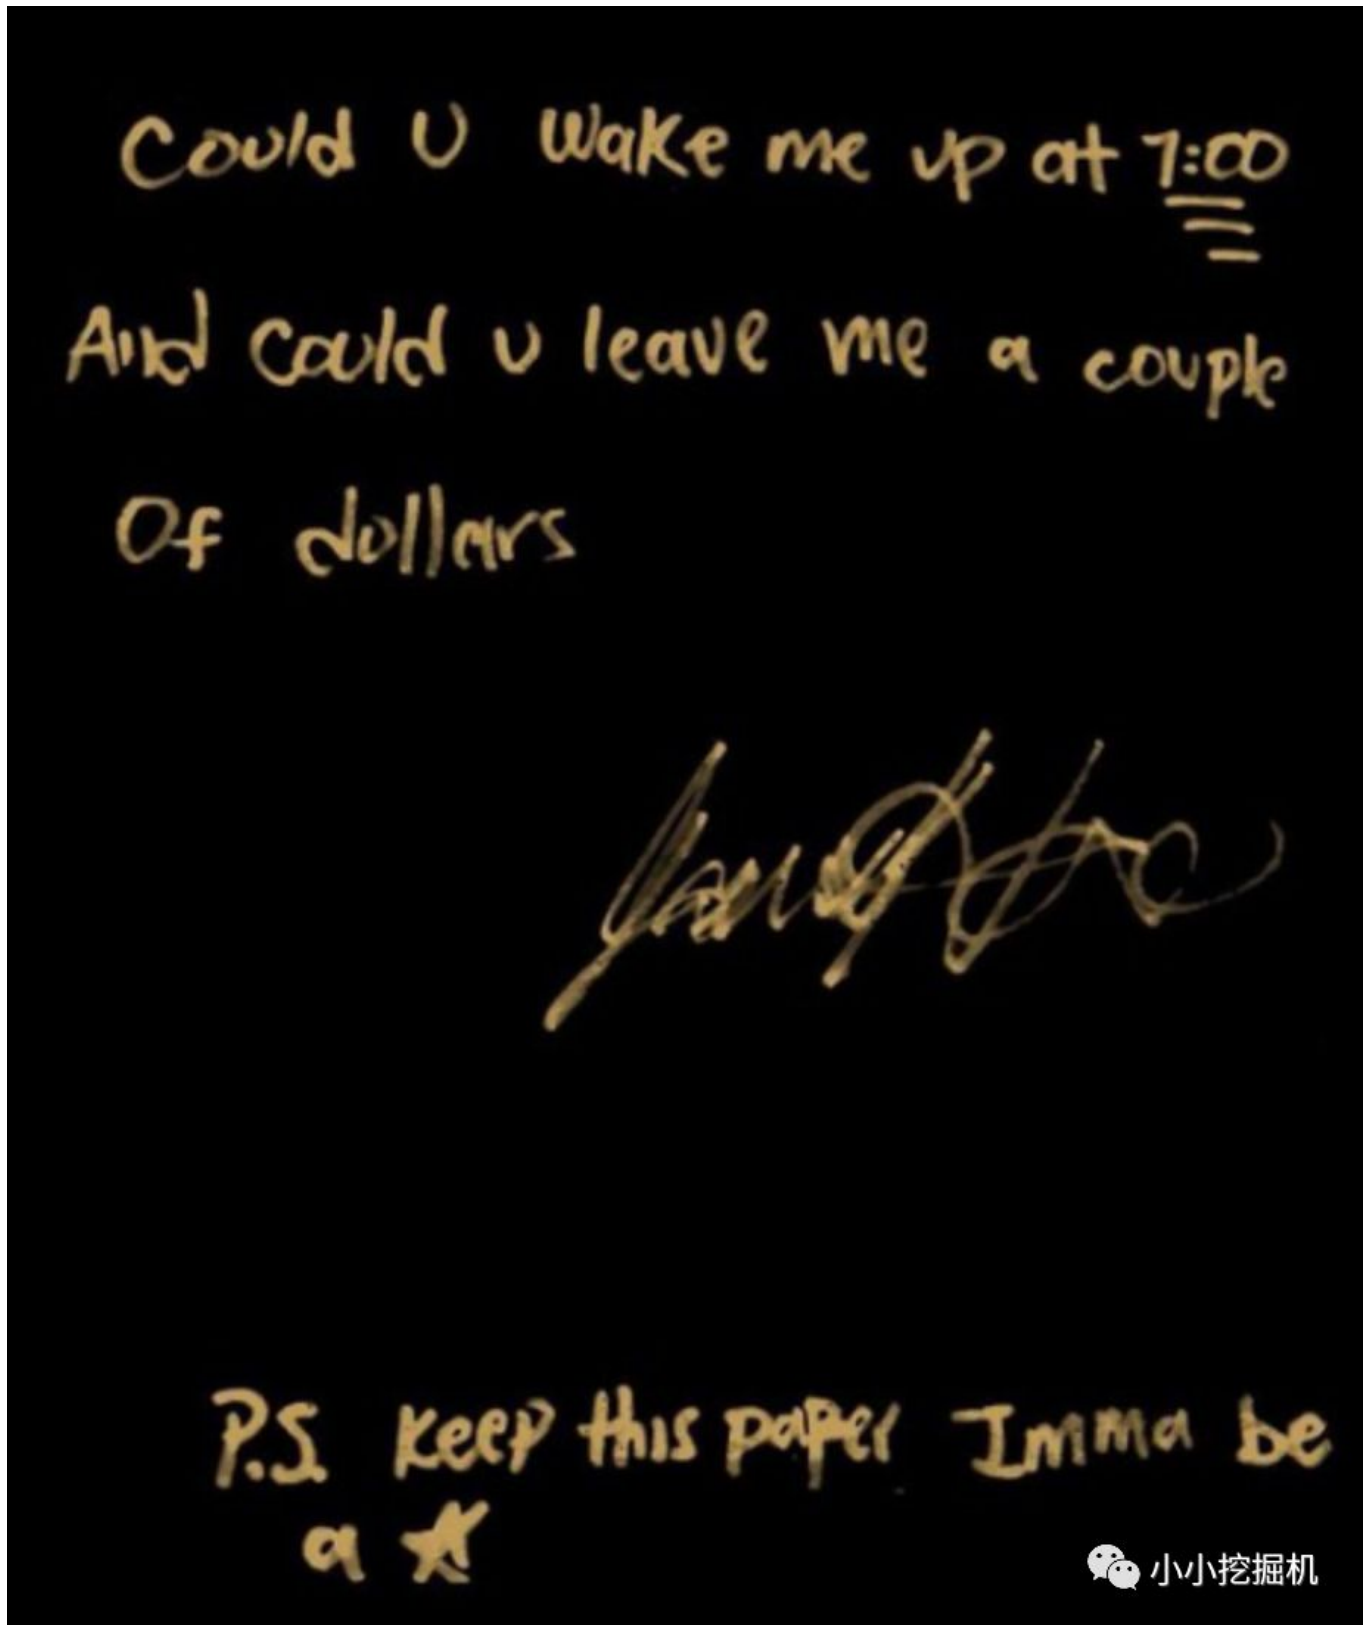 Could U wake me up at 7:00
And could u leave me a couple
Of dollars
P.S. keep this paper Imma be
a
小小挖掘机